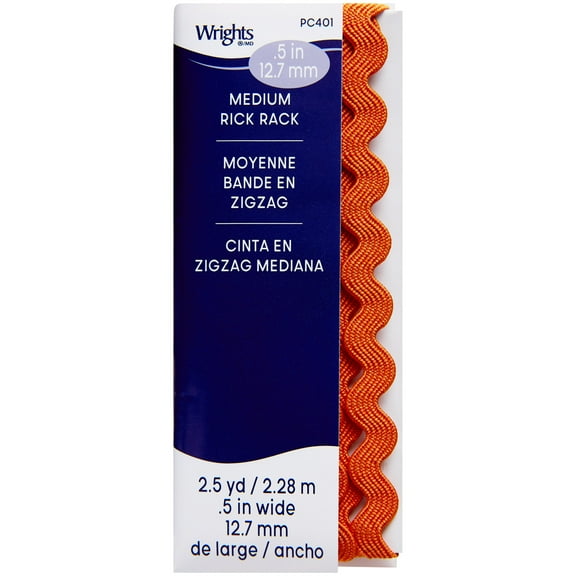 PC401
Wrights
®/MD
.5 in
12.7 mm
MEDIUM
RICK RACK
MOYENNE
BANDE EN
ZIGZAG
CINTA EN
ZIGZAG MEDIANA
2.5 yd / 2.28 m
.5 in wide
12.7 mm
de large / ancho